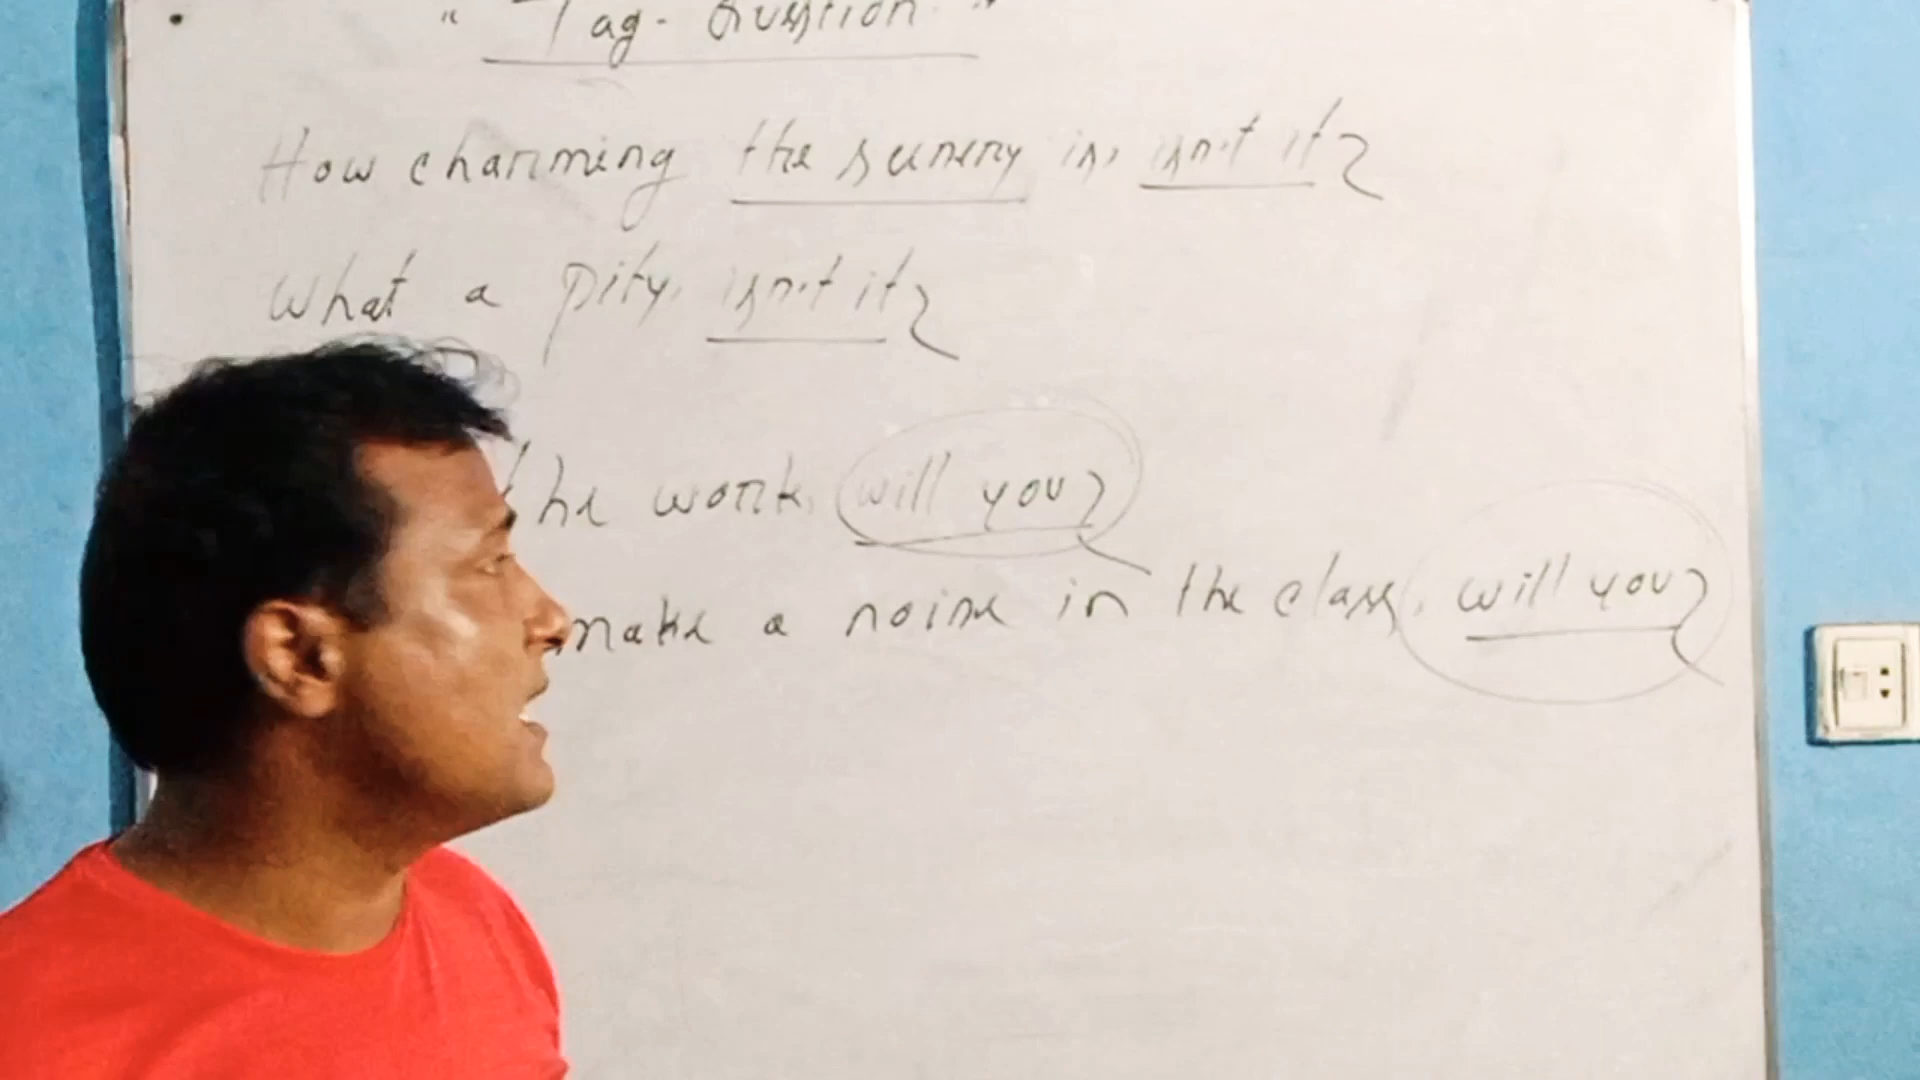 " Tag- Question "
How charming the scenery is, isn't it?
What a pity, isn't it?
the work, will you?
make a noise in the class, will you?